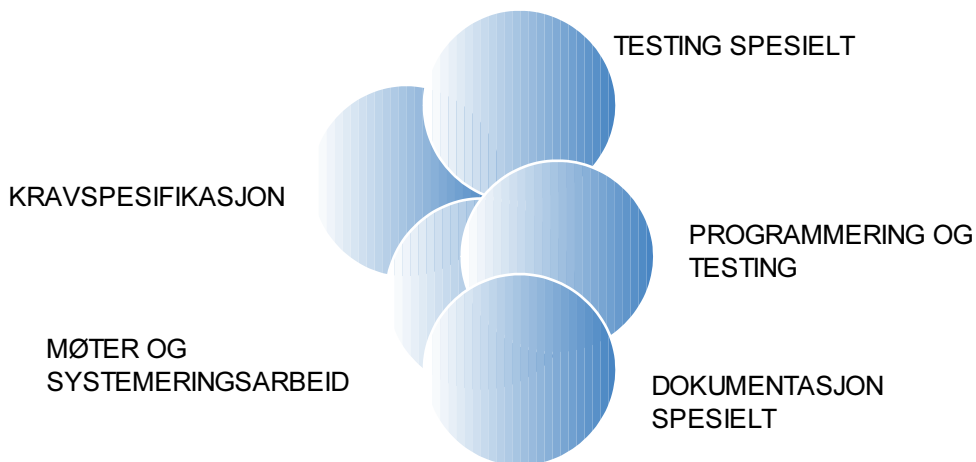 TESTING SPESIELT
KRAVSPESIFIKASJON
PROGRAMMERING OG
TESTING
MØTER OG
SYSTEMERINGSARBEID
DOKUMENTASJON
SPESIELT